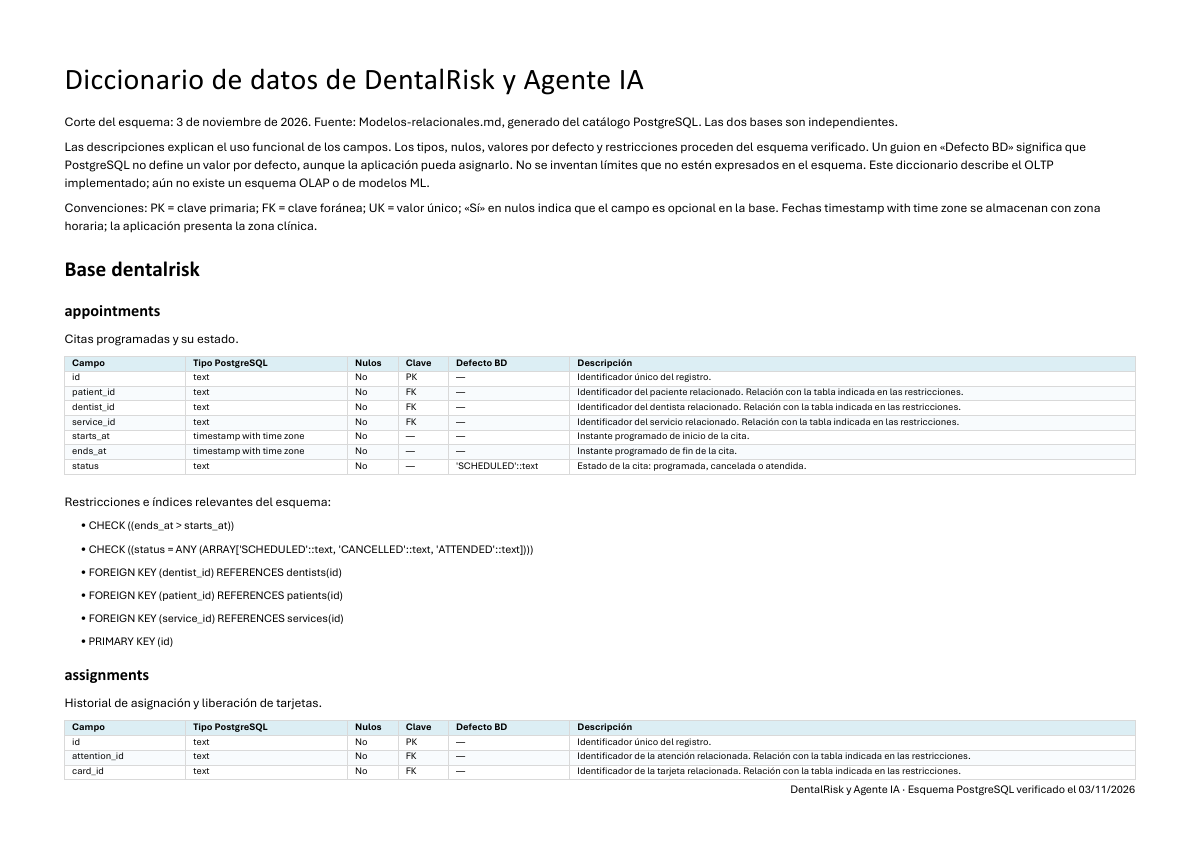 Diccionario de datos de DentalRisk y Agente IA
Corte del esquema: 3 de noviembre de 2026. Fuente: Modelos-relacionales.md, generado del catálogo PostgreSQL. Las dos bases son independientes.
Las descripciones explican el uso funcional de los campos. Los tipos, nulos, valores por defecto y restricciones proceden del esquema verificado. Un guion en «Defecto BD» significa que
PostgreSQL no define un valor por defecto, aunque la aplicación pueda asignarlo. No se inventan límites que no estén expresados en el esquema. Este diccionario describe el OLTP
implementado; aún no existe un esquema OLAP o de modelos ML.
Convenciones: PK = clave primaria; FK = clave foránea; UK = valor único; «Sí» en nulos indica que el campo es opcional en la base. Fechas timestamp with time zone se almacenan con zona
horaria; la aplicación presenta la zona clínica.
Base dentalrisk
appointments
Citas programadas y su estado.
Campo Tipo PostgreSQL Nulos Clave Defecto BD Descripción
id text No PK — Identificador único del registro.
patient_id text No FK — Identificador del paciente relacionado. Relación con la tabla indicada en las restricciones.
dentist_id text No FK — Identificador del dentista relacionado. Relación con la tabla indicada en las restricciones.
service_id text No FK — Identificador del servicio relacionado. Relación con la tabla indicada en las restricciones.
starts_at timestamp with time zone No — — Instante programado de inicio de la cita.
ends_at timestamp with time zone No — — Instante programado de fin de la cita.
status text No — 'SCHEDULED'::text Estado de la cita: programada, cancelada o atendida.
Restricciones e índices relevantes del esquema:
• CHECK ((ends_at > starts_at))
• CHECK ((status = ANY (ARRAY['SCHEDULED'::text, 'CANCELLED'::text, 'ATTENDED'::text])))
• FOREIGN KEY (dentist_id) REFERENCES dentists(id)
• FOREIGN KEY (patient_id) REFERENCES patients(id)
• FOREIGN KEY (service_id) REFERENCES services(id)
• PRIMARY KEY (id)
assignments
Historial de asignación y liberación de tarjetas.
Campo Tipo PostgreSQL Nulos Clave Defecto BD Descripción
id text No PK — Identificador único del registro.
attention_id text No FK — Identificador de la atención relacionada. Relación con la tabla indicada en las restricciones.
card_id text No FK — Identificador de la tarjeta relacionada. Relación con la tabla indicada en las restricciones.
DentalRisk y Agente IA · Esquema PostgreSQL verificado el 03/11/2026